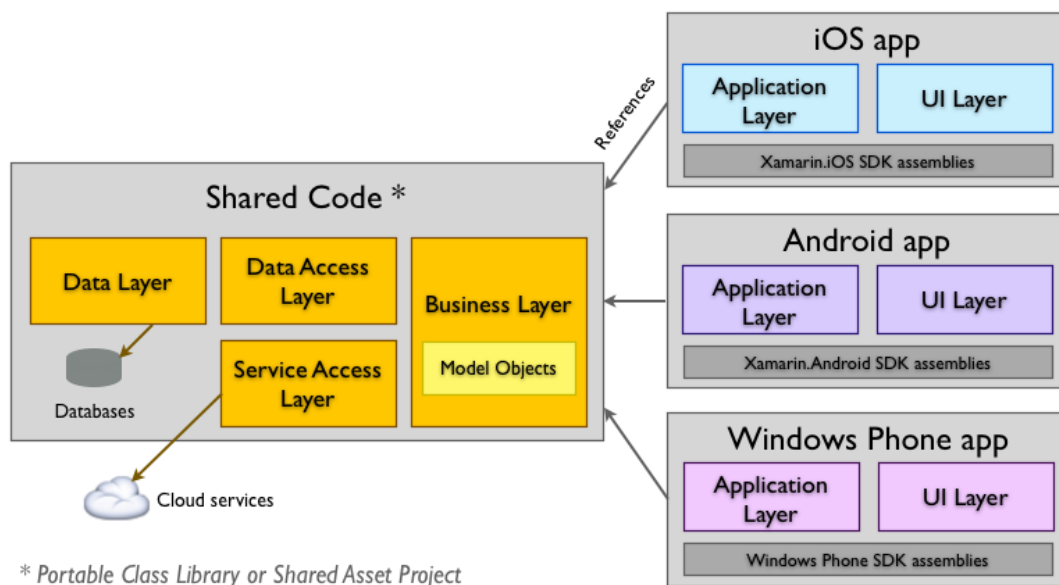 iOS app
Application
Layer
UI Layer
Xamarin.iOS SDK assemblies
References
Shared Code *
Data Layer
Data Access
Layer
Business Layer
Model Objects
Service Access
Layer
Databases
Cloud services
Android app
Application
Layer
UI Layer
Xamarin.Android SDK assemblies
Windows Phone app
Application
Layer
UI Layer
Windows Phone SDK assemblies
* Portable Class Library or Shared Asset Project